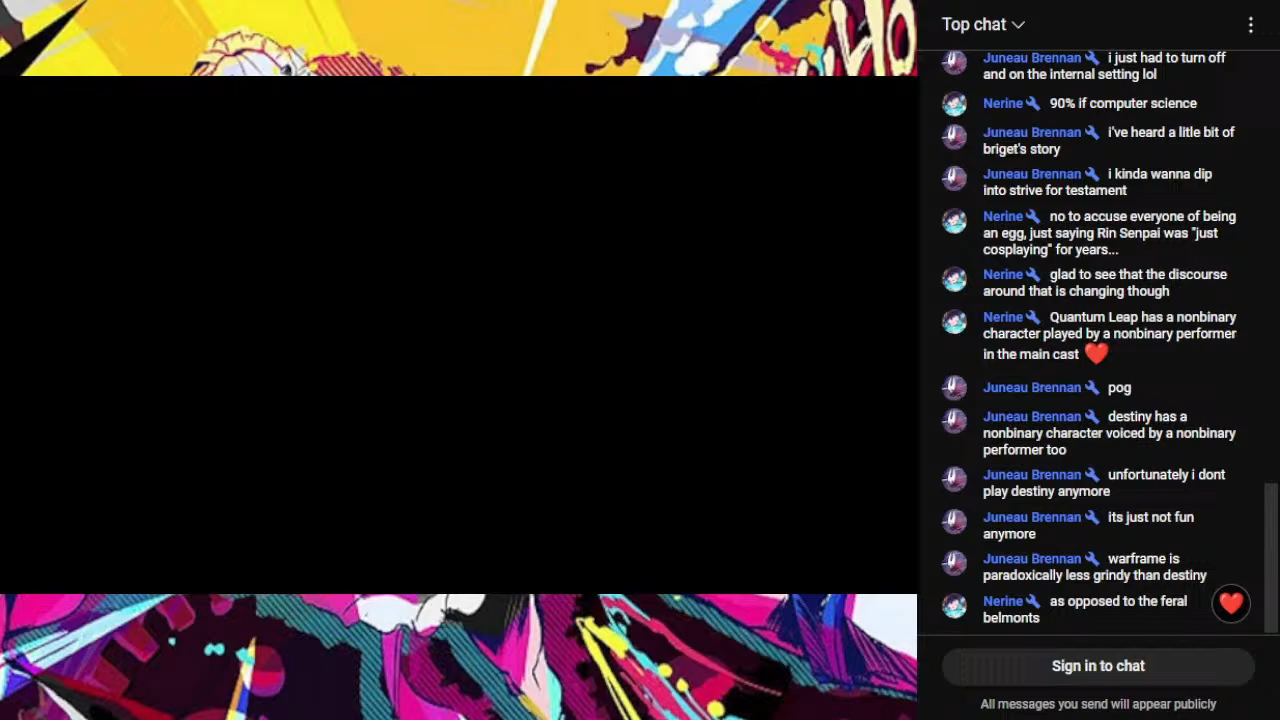 Top chat
Juneau Brennan i just had to turn off
and on the internal setting lol
Nerine 90% if computer science
Juneau Brennan i've heard a litle bit of
briget's story
Juneau Brennan i kinda wanna dip
into strive for testament
Nerine no to accuse everyone of being
an egg, just saying Rin Senpai was "just
cosplaying" for years...
Nerine glad to see that the discourse
around that is changing though
Nerine Quantum Leap has a nonbinary
character played by a nonbinary performer
in the main cast ❤️
Juneau Brennan pog
Juneau Brennan destiny has a
nonbinary character voiced by a nonbinary
performer too
Juneau Brennan unfortunately i dont
play destiny anymore
Juneau Brennan its just not fun
anymore
Juneau Brennan warframe is
paradoxically less grindy than destiny
Nerine as opposed to the feral
belmonts
Sign in to chat
All messages you send will appear publicly